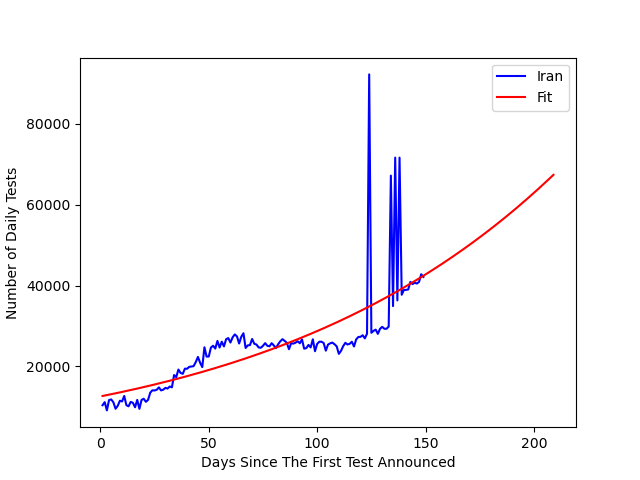 Iran
Fit
80000
60000
40000
20000
0
50
100
150
200
Number of Daily Tests
Days Since The First Test Announced